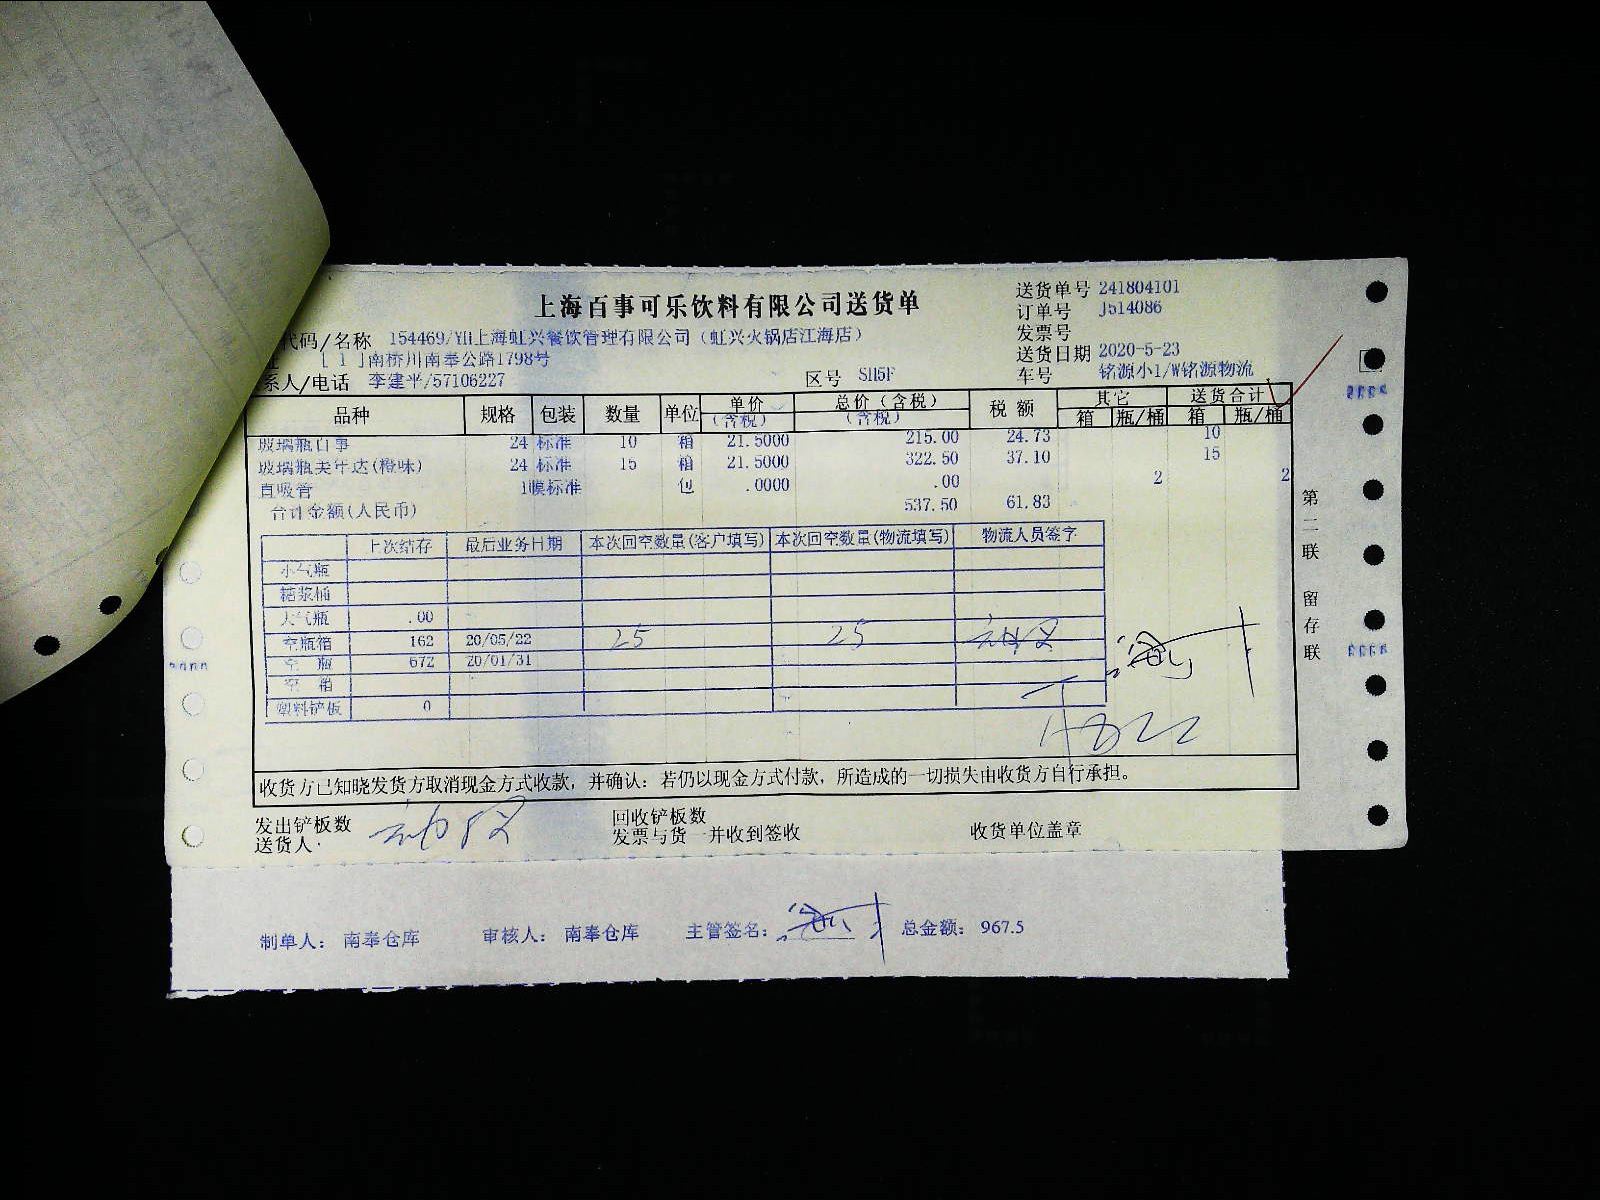 上海百事可乐饮料有限公司送货单
送货单号 241804101
订单号 J514086
发票号
送货日期 2020-5-23
车号 铭源小1/W铭源物流
代码/名称 154469/YH上海虹兴餐饮管理有限公司(虹兴火锅店江海店)
[ 1 ]南桥川南奉公路1798号
系人/电话 李建平/57106227
区号 SH5F
品种 规格 包装 数量 单位 单价(含税) 总价(含税) (含税) 税额 其它 箱 瓶/桶 送货合计 箱 瓶/桶
玻璃瓶百事 24 标准 10 箱 21.5000 215.00 24.73 10
玻璃瓶美年达(橙味) 24 标准 15 箱 21.5000 322.50 37.10 15
直吸管 1膜标准 包 .0000 .00 2 2
合计金额(人民币) 537.50 61.83
上次结存 最后业务日期 本次回空数量(客户填写) 本次回空数量(物流填写) 物流人员签字
小气瓶
糖浆桶
大气瓶 .00
空瓶箱 162 20/05/22 25 25
空 瓶 672 20/01/31
空 箱
塑料铲板 0
收货方已知晓发货方取消现金方式收款，并确认：若仍以现金方式付款，所造成的一切损失由收货方自行承担。
发出铲板数 回收铲板数
送货人: 发票与货一并收到签收 收货单位盖章
第二联 留存联
制单人： 南奉仓库 审核人： 南奉仓库 主管签名： 总金额： 967.5